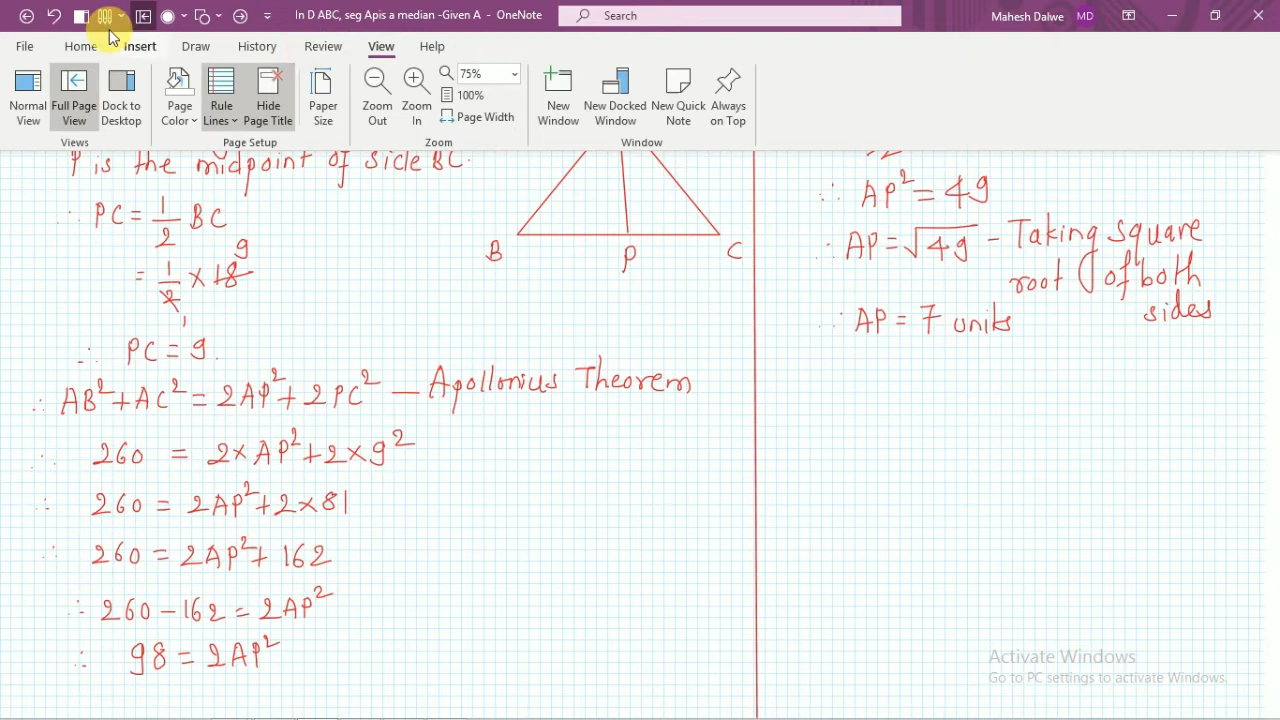 In D ABC, seg Apis a median -Given A - OneNote
Search
Mahesh Dalwe
MD
File Home Insert Draw History Review View Help
Normal View
Full Page View
Dock to Desktop
Views
Page Color
Rule Lines
Hide Page Title
Paper Size
Page Setup
Zoom Out
Zoom In
75%
100%
Page Width
Zoom
New Window
New Docked Window
New Quick Note
Always on Top
Window
P is the midpoint of side BC.
∴ PC = 1/2 BC
9
= 1/2 × 18
1
∴ PC = 9.
∴ AB²+AC² = 2AP²+2PC² — Apollonius Theorem
∴ 260 = 2×AP²+2×9²
∴ 260 = 2AP²+2×81
∴ 260 = 2AP²+ 162
∴ 260-162 = 2AP²
∴ 98 = 2AP²
B P C
∴ AP² = 49
∴ AP = √49 - Taking square
root of both
sides
∴ AP = 7 units
Activate Windows
Go to PC settings to activate Windows.